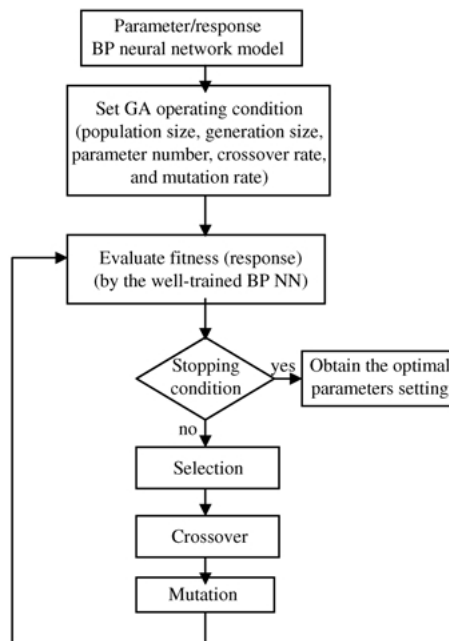 Parameter/response
BP neural network model
Set GA operating condition
(population size, generation size,
parameter number, crossover rate,
and mutation rate)
Evaluate fitness (response)
(by the well-trained BP NN)
Stopping
condition
yes
Obtain the optimal
parameters setting
no
Selection
Crossover
Mutation